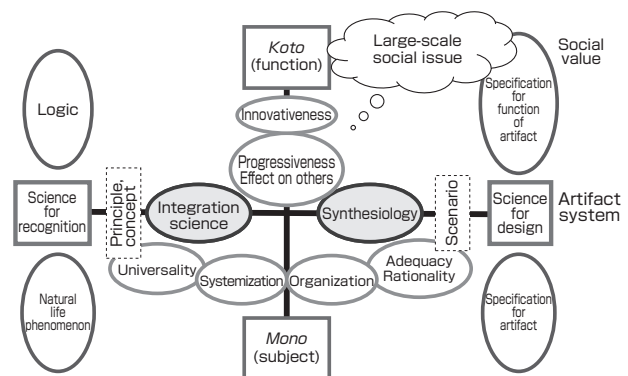 Koto
(function)
Large-scale
social issue
Social
value
Logic
Innovativeness
Specification
for
function
of
artifact
Progressiveness
Effect on others
Science
for
recognition
Principle,
concept
Integration
science
Synthesiology
Scenario
Science
for
design
Artifact
system
Universality
Systemization
Organization
Adequacy
Rationality
Natural
life
phenomenon
Mono
(subject)
Specification
for
artifact